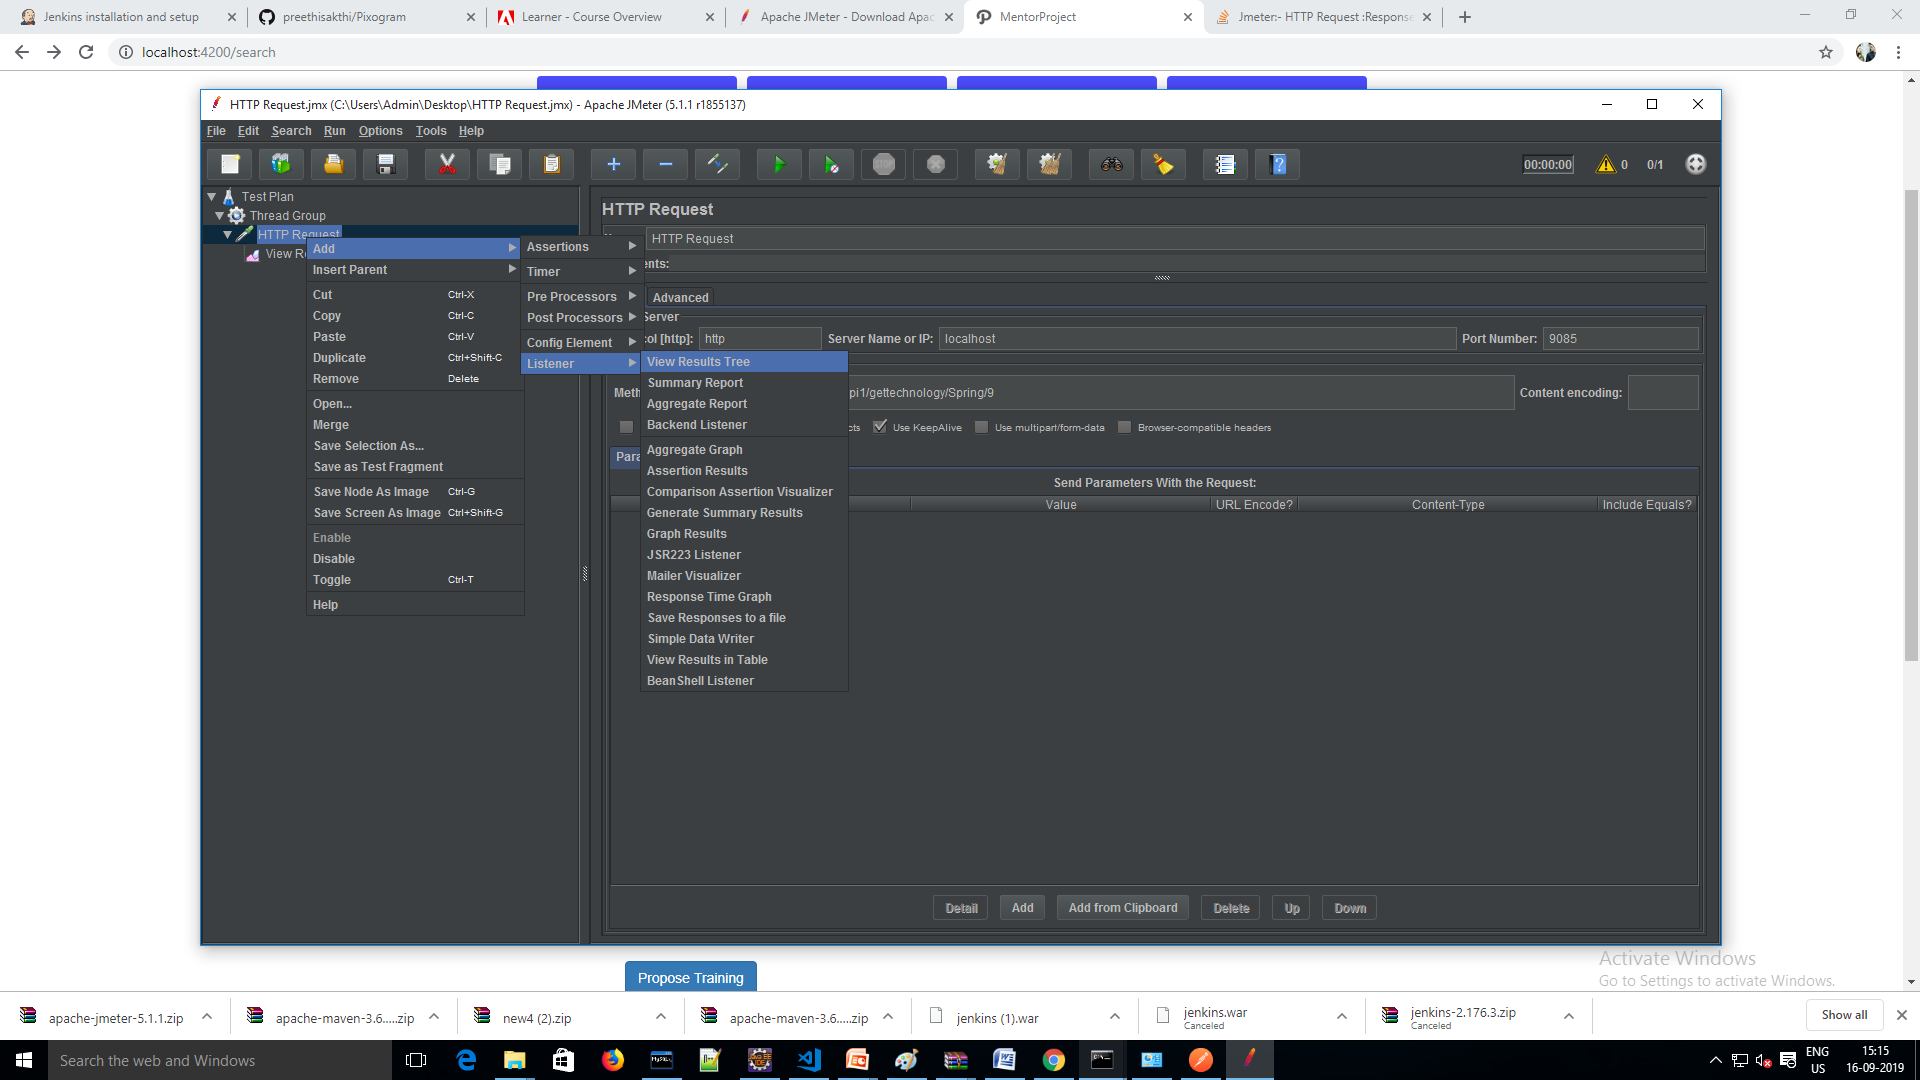 Jenkins installation and setup
preethisakthi/Pixogram
Learner - Course Overview
Apache JMeter - Download Apac
MentorProject
Jmeter:- HTTP Request :Response
localhost:4200/search
HTTP Request.jmx (C:\Users\Admin\Desktop\HTTP Request.jmx) - Apache JMeter (5.1.1 r1855137)
File Edit Search Run Options Tools Help
STOP
00:00:00 0 0/1
Test Plan
Thread Group
HTTP Request
View Re
Add
Insert Parent
Cut Ctrl-X
Copy Ctrl-C
Paste Ctrl-V
Duplicate Ctrl+Shift-C
Remove Delete
Open...
Merge
Save Selection As...
Save as Test Fragment
Save Node As Image Ctrl-G
Save Screen As Image Ctrl+Shift-G
Enable
Disable
Toggle Ctrl-T
Help
Assertions
Timer
Pre Processors
Post Processors
Config Element
Listener
View Results Tree
Summary Report
Aggregate Report
Backend Listener
Aggregate Graph
Assertion Results
Comparison Assertion Visualizer
Generate Summary Results
Graph Results
JSR223 Listener
Mailer Visualizer
Response Time Graph
Save Responses to a file
Simple Data Writer
View Results in Table
BeanShell Listener
HTTP Request
HTTP Request
ents:
Advanced
Server
col [http]: http Server Name or IP: localhost Port Number: 9085
Meth pi1/gettechnology/Spring/9 Content encoding:
cts Use KeepAlive Use multipart/form-data Browser-compatible headers
Para
Send Parameters With the Request:
Value URL Encode? Content-Type Include Equals?
Detail Add Add from Clipboard Delete Up Down
Propose Training
Activate Windows
Go to Settings to activate Windows.
apache-jmeter-5.1.1.zip
apache-maven-3.6.....zip
new4 (2).zip
apache-maven-3.6.....zip
jenkins (1).war
jenkins.war
Canceled
jenkins-2.176.3.zip
Canceled
Show all
Search the web and Windows
ENG
US
15:15
16-09-2019